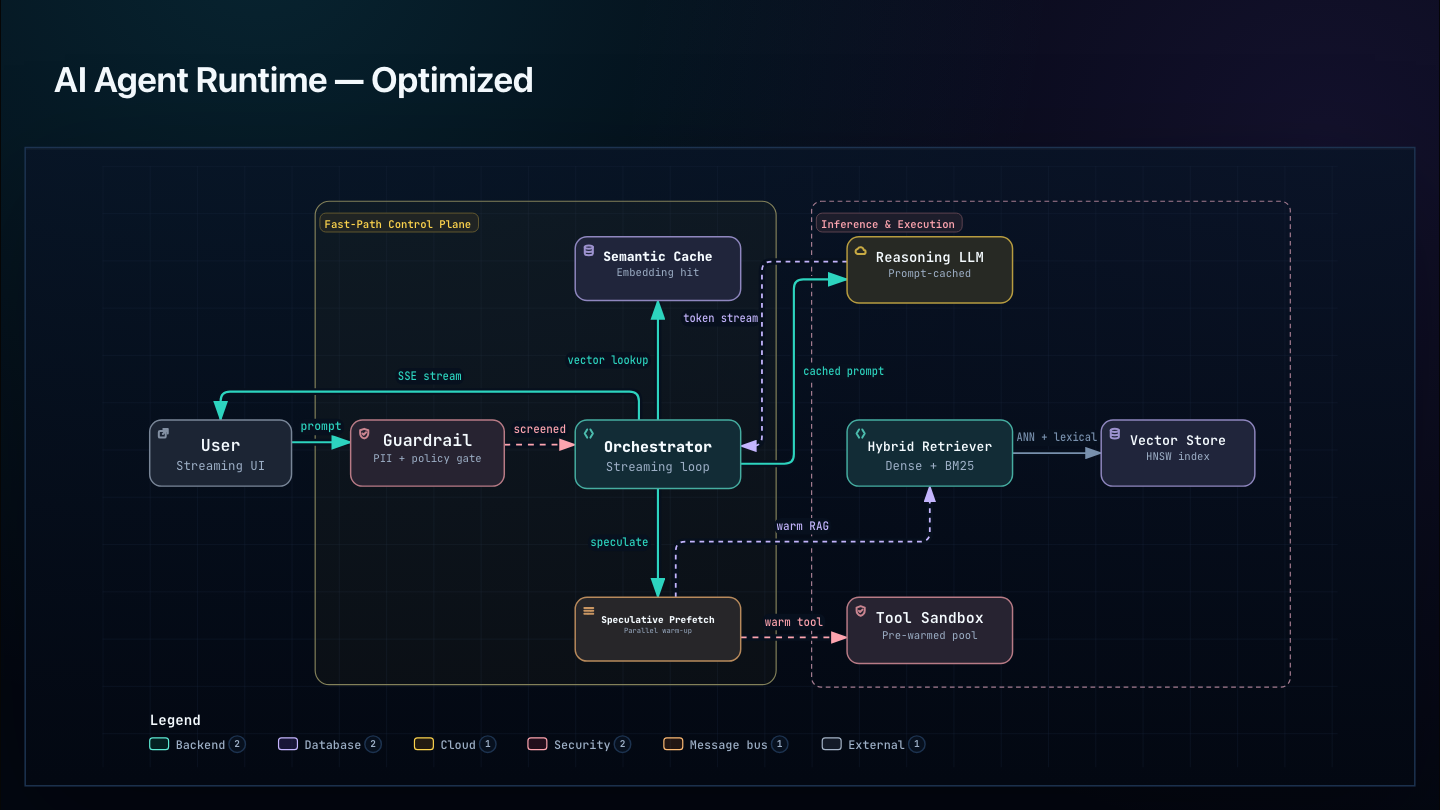 AI Agent Runtime — Optimized
Fast-Path Control Plane
Inference & Execution
Semantic Cache
Embedding hit
Reasoning LLM
Prompt-cached
token stream
vector lookup
cached prompt
SSE stream
prompt
screened
User
Streaming UI
Guardrail
PII + policy gate
Orchestrator
Streaming loop
Hybrid Retriever
Dense + BM25
ANN + lexical
Vector Store
HNSW index
warm RAG
speculate
Speculative Prefetch
Parallel warm-up
warm tool
Tool Sandbox
Pre-warmed pool
Legend
Backend 2 Database 2 Cloud 1 Security 2 Message bus 1 External 1